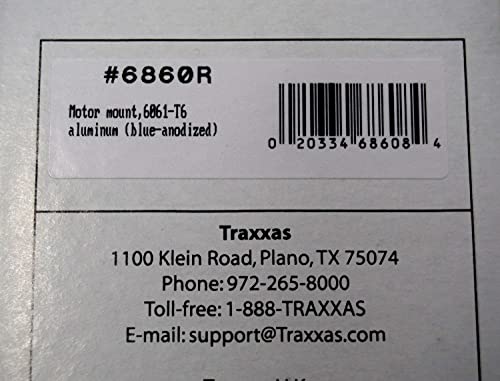 #6860R
Motor mount,6061-T6
aluminum (blue-anodized)
0 20334 68608 4
Traxxas
1100 Klein Road, Plano, TX 75074
Phone: 972-265-8000
Toll-free: 1-888-TRAXXAS
E-mail: support@Traxxas.com